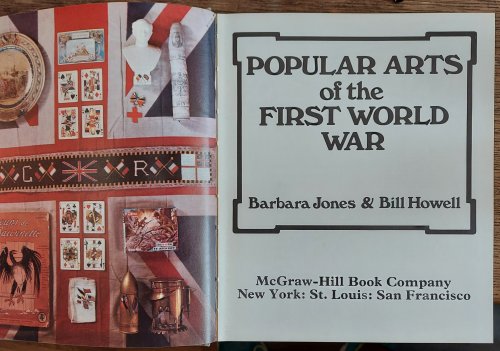 G R
POPULAR ARTS
of the
FIRST WORLD
WAR
Barbara Jones & Bill Howell
McGraw-Hill Book Company
New York: St. Louis: San Francisco